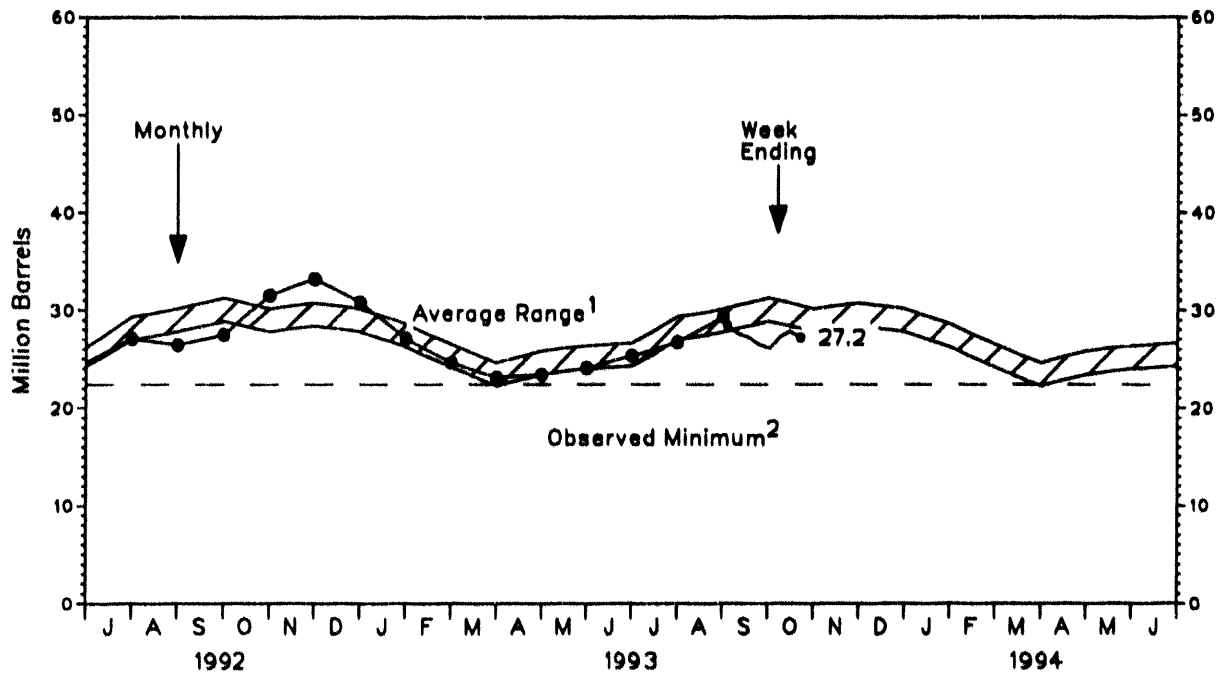 60
60
50
50
Monthly
Week
Ending
40
40
Million Barrels
30
30
Average Range1
27.2
20
20
Observed Minimum2
10
10
0
0
J A S O N D J F M A M J J A S O N D J F M A M J
1992
1993
1994